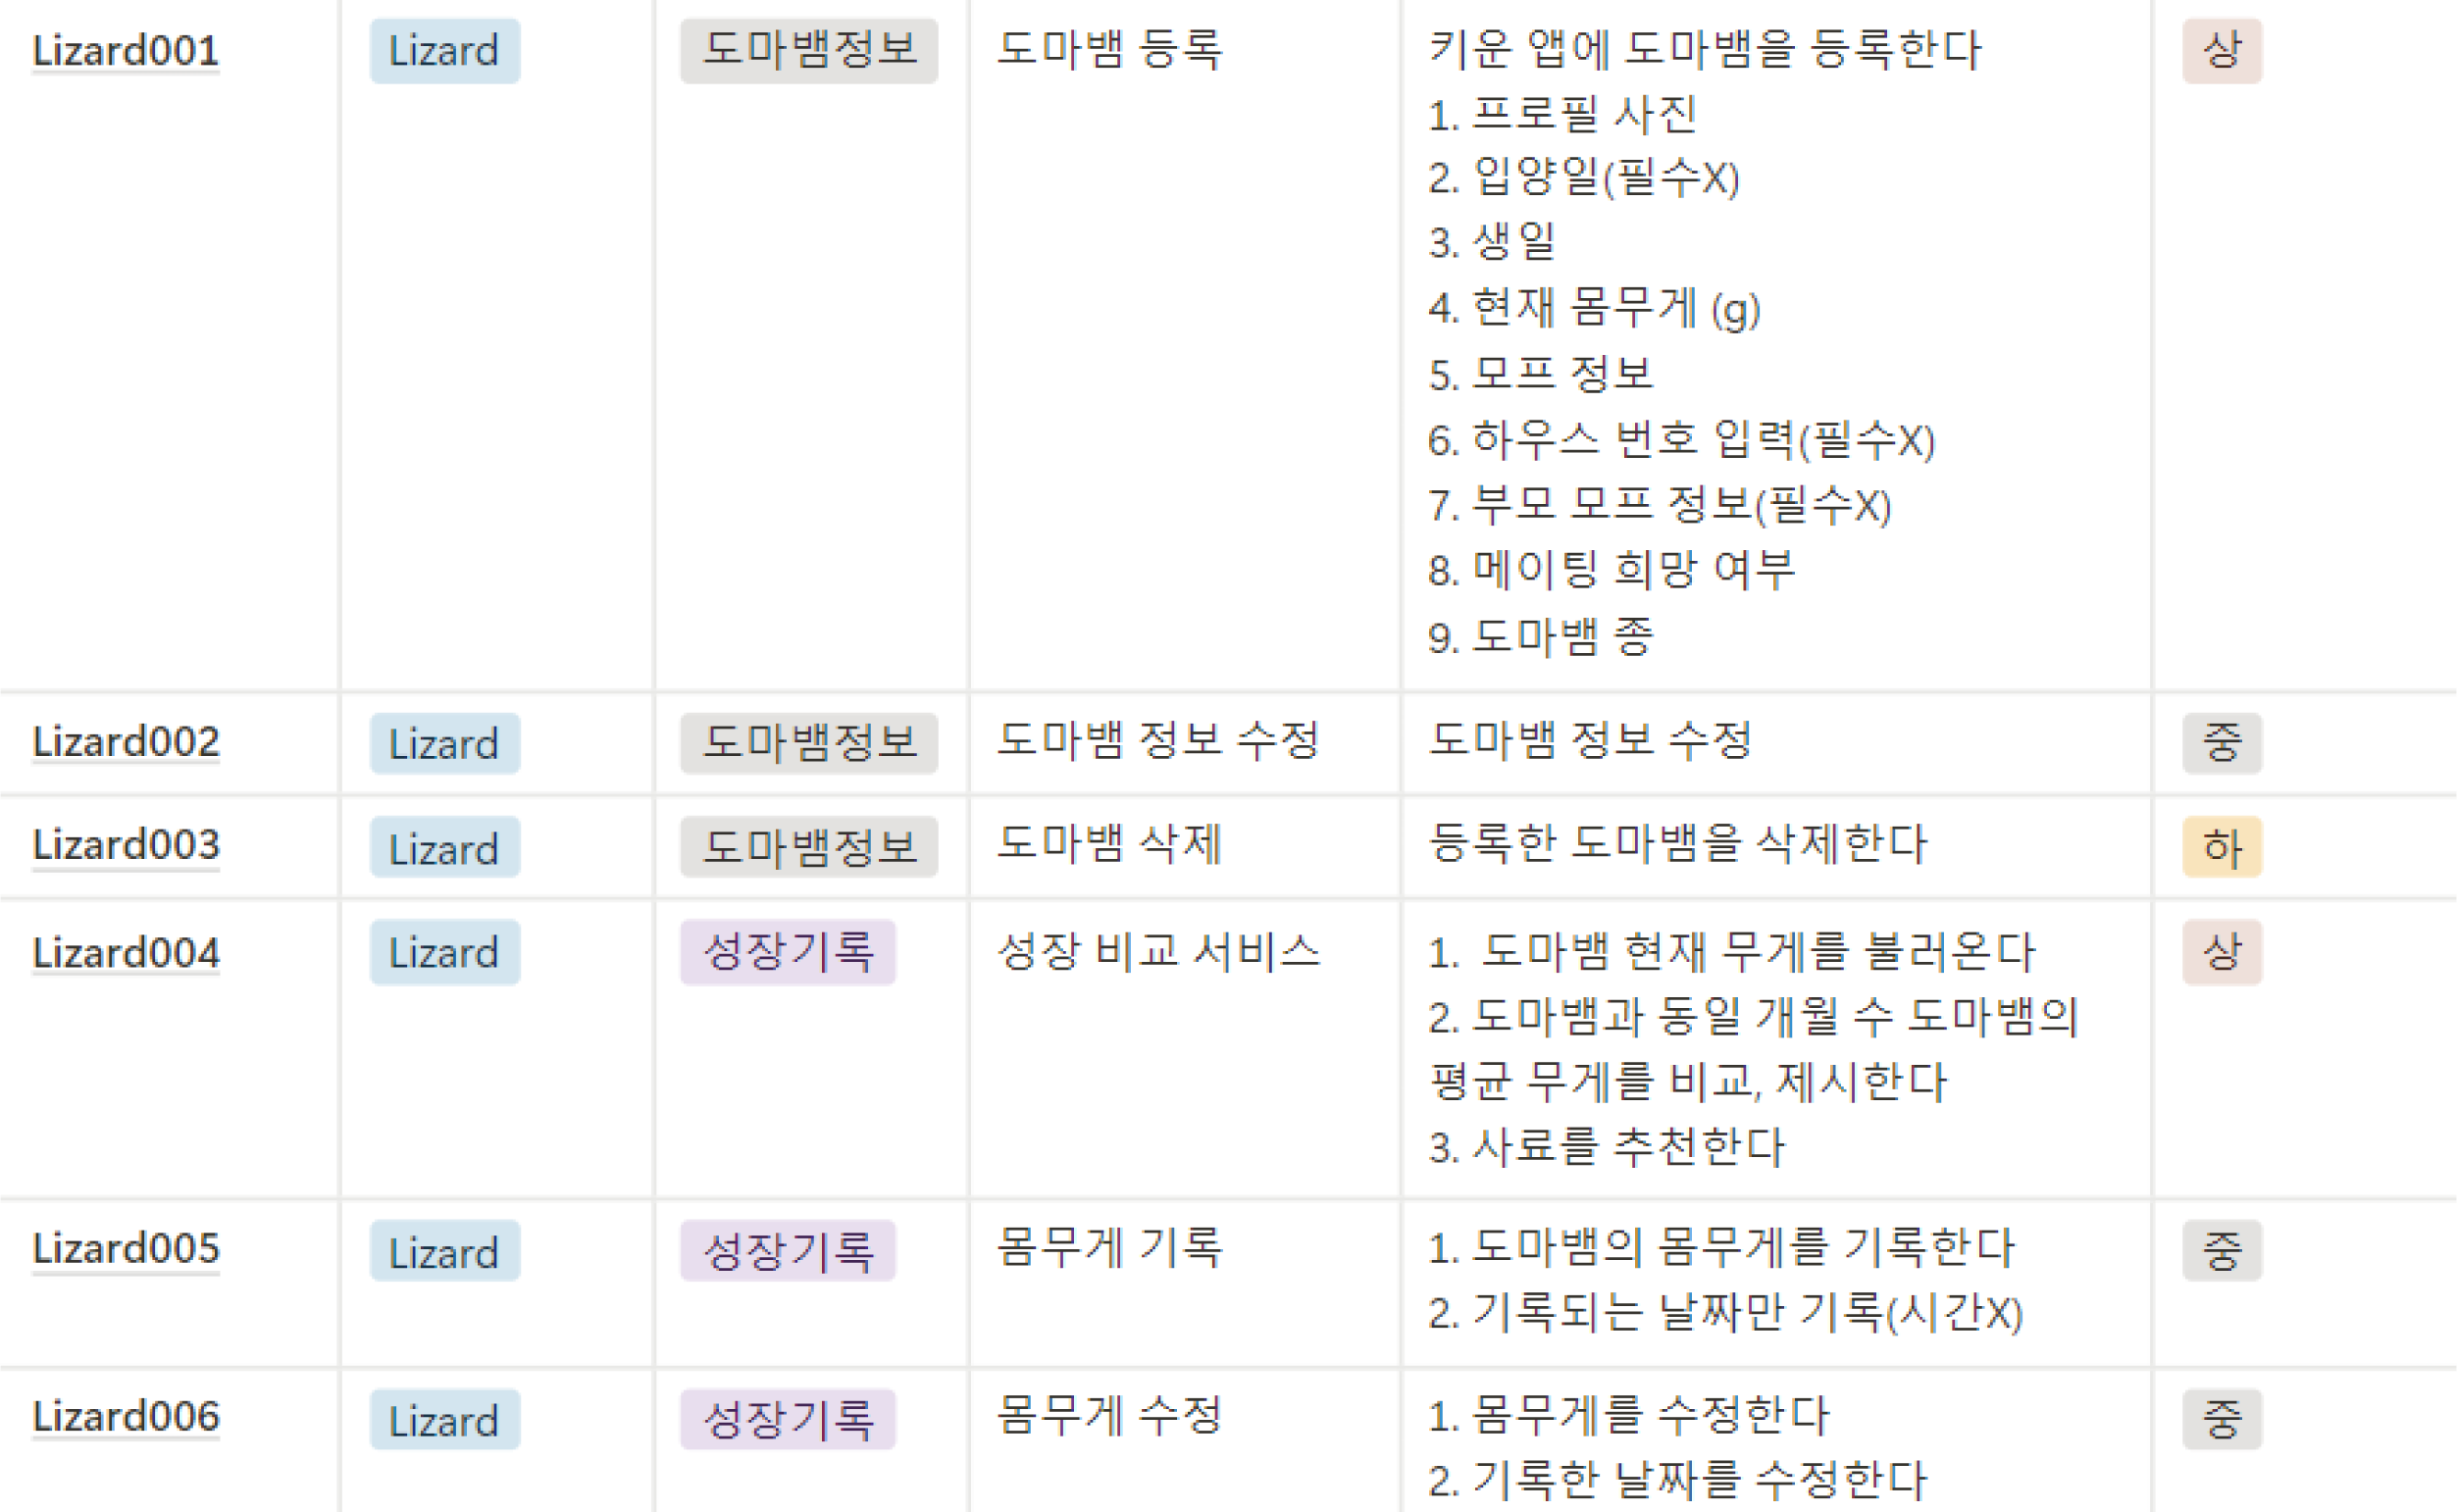 Lizard001 Lizard 도마뱀정보 도마뱀 등록 키운 앱에 도마뱀을 등록한다 상
1. 프로필 사진
2. 입양일(필수X)
3. 생일
4. 현재 몸무게 (g)
5. 모프 정보
6. 하우스 번호 입력(필수X)
7. 부모 모프 정보(필수X)
8. 메이팅 희망 여부
9. 도마뱀 종
Lizard002 Lizard 도마뱀정보 도마뱀 정보 수정 도마뱀 정보 수정 중
Lizard003 Lizard 도마뱀정보 도마뱀 삭제 등록한 도마뱀을 삭제한다 하
Lizard004 Lizard 성장기록 성장 비교 서비스 1. 도마뱀 현재 무게를 불러온다 상
2. 도마뱀과 동일 개월 수 도마뱀의
평균 무게를 비교, 제시한다
3. 사료를 추천한다
Lizard005 Lizard 성장기록 몸무게 기록 1. 도마뱀의 몸무게를 기록한다 중
2. 기록되는 날짜만 기록(시간X)
Lizard006 Lizard 성장기록 몸무게 수정 1. 몸무게를 수정한다 중
2. 기록한 날짜를 수정한다